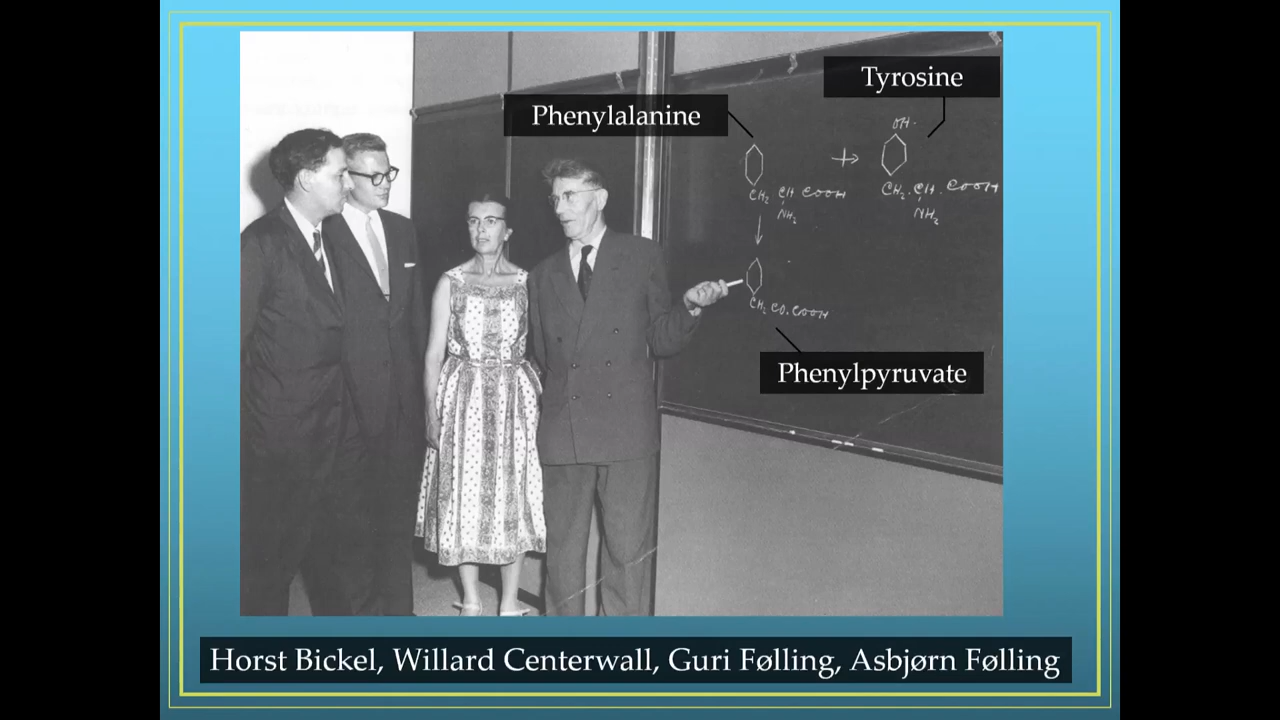 Tyrosine
Phenylalanine
OH
CH₂ CH COOH
NH₂
CH₂ . CH . COOH
NH₂
CH₂ CO . COOH
Phenylpyruvate
Horst Bickel, Willard Centerwall, Guri Følling, Asbjørn Følling